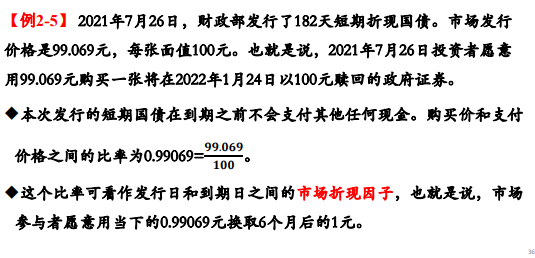 【例2-5】2021年7月26日，财政部发行了182天短期折现国债。市场发行
价格是99.069元，每张面值100元。也就是说，2021年7月26日投资者愿意
用99.069元购买一张将在2022年1月24日以100元赎回的政府证券。
◆本次发行的短期国债在到期之前不会支付其他任何现金。购买价和支付
价格之间的比率为0.99069=99.069/100。
◆这个比率可看作发行日和到期日之间的市场折现因子，也就是说，市场
参与者愿意用当下的0.99069元换取6个月后的1元。
36